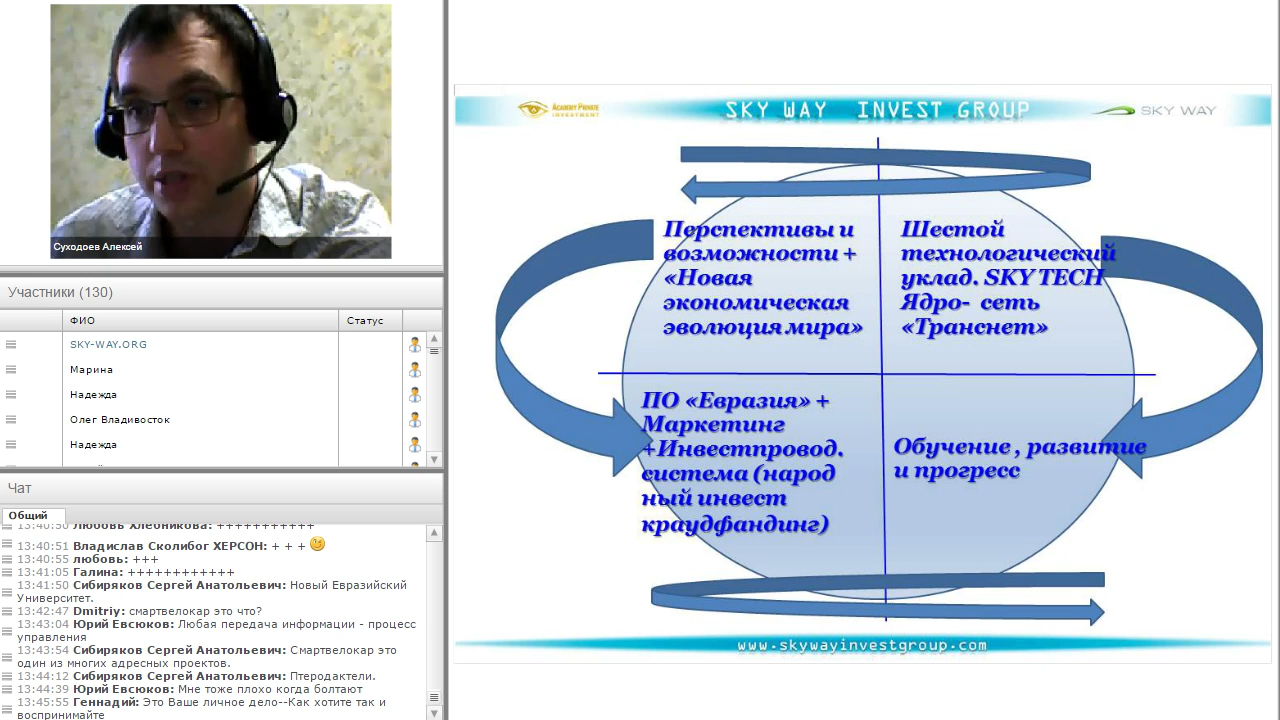 Суходоев Алексей
Участники (130)
ФИО
Статус
SKY-WAY.ORG
Марина
Надежда
Олег Владивосток
Надежда
Чат
Общий
13:40:50 Любовь Хлебникова: +++++++++++
13:40:51 Владислав Сколибог ХЕРСОН: + + +
13:40:55 любовь: +++
13:41:05 Галина: ++++++++++++
13:41:50 Сибиряков Сергей Анатольевич: Новый Евразийский
Университет.
13:42:47 Dmitriy: смартвелокар это что?
13:43:04 Юрий Евсюков: Любая передача информации - процесс
управления
13:43:54 Сибиряков Сергей Анатольевич: Смартвелокар это
один из многих адресных проектов.
13:44:12 Сибиряков Сергей Анатольевич: Птеродактели.
13:44:39 Юрий Евсюков: Мне тоже плохо когда болтают
13:45:55 Геннадий: Это Ваше личное дело--Как хотите так и
воспринимайте
ACADEMY PRIVATE
INVESTMENT
SKY WAY INVEST GROUP
SKY WAY
Перспективы и
возможности +
«Новая
экономическая
эволюция мира»
Шестой
технологический
уклад. SKY TECH
Ядро- сеть
«Транснет»
ПО «Евразия» +
Маркетинг
+Инвестпровод.
система (народ
ный инвест
краудфандинг)
Обучение , развитие
и прогресс
www.skywayinvestgroup.com